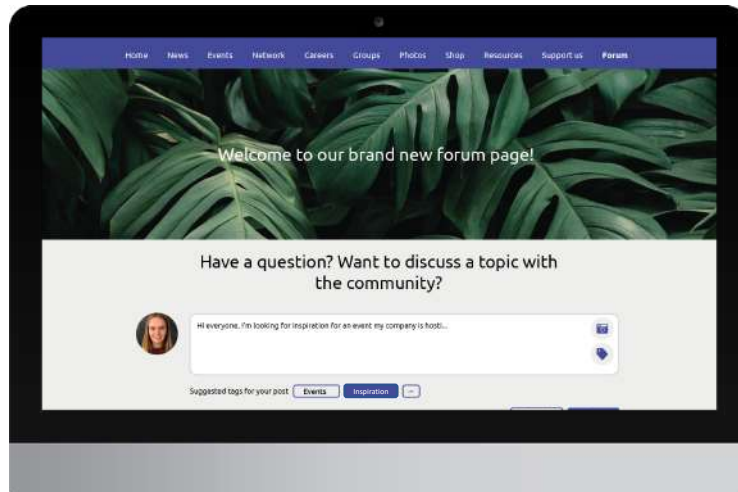 Home News Events Network Careers Groups Photos Shop Resources Support us Forum
Welcome to our brand new forum page!
Have a question? Want to discuss a topic with
the community?
Hi everyone, I'm looking for inspiration for an event my company is hosti...
Suggested tags for your post Events Inspiration ...